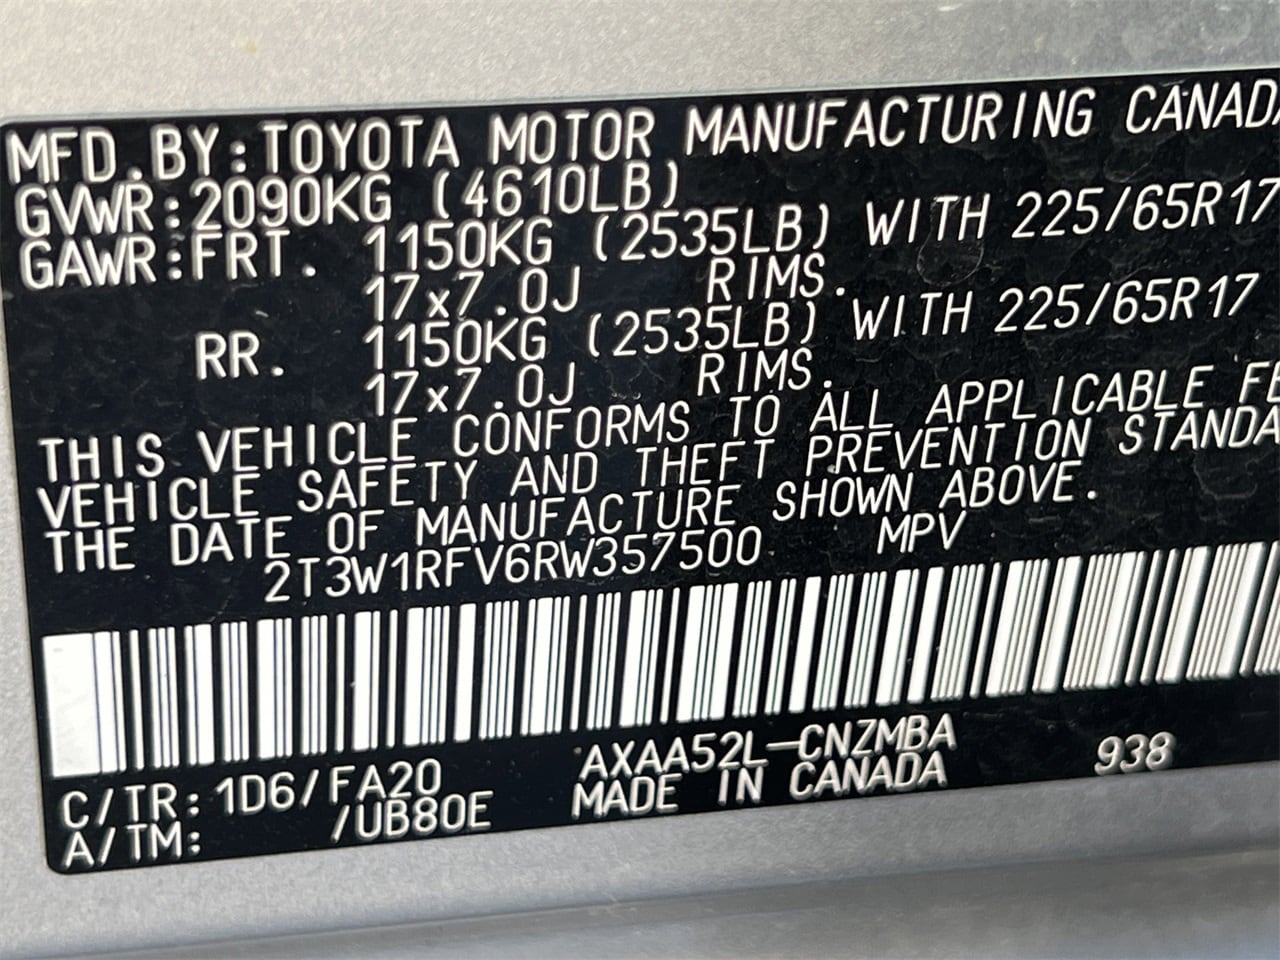 MFD.BY:TOYOTA MOTOR MANUFACTURING CANADA
GVWR:2090KG (4610LB)
GAWR:FRT. 1150KG (2535LB) WITH 225/65R17
17x7.0J RIMS.
RR. 1150KG (2535LB) WITH 225/65R17
17x7.0J RIMS.
THIS VEHICLE CONFORMS TO ALL APPLICABLE FE
VEHICLE SAFETY AND THEFT PREVENTION STANDA
THE DATE OF MANUFACTURE SHOWN ABOVE.
2T3W1RFV6RW357500 MPV
C/TR:1D6/FA20 AXAA52L-CNZMBA 938
A/TM: /UB80E MADE IN CANADA